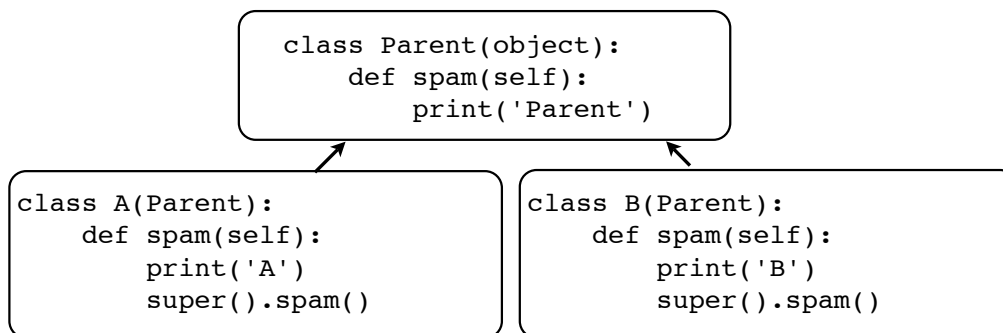 class Parent(object):
    def spam(self):
        print('Parent')
class A(Parent):
    def spam(self):
        print('A')
        super().spam()
class B(Parent):
    def spam(self):
        print('B')
        super().spam()